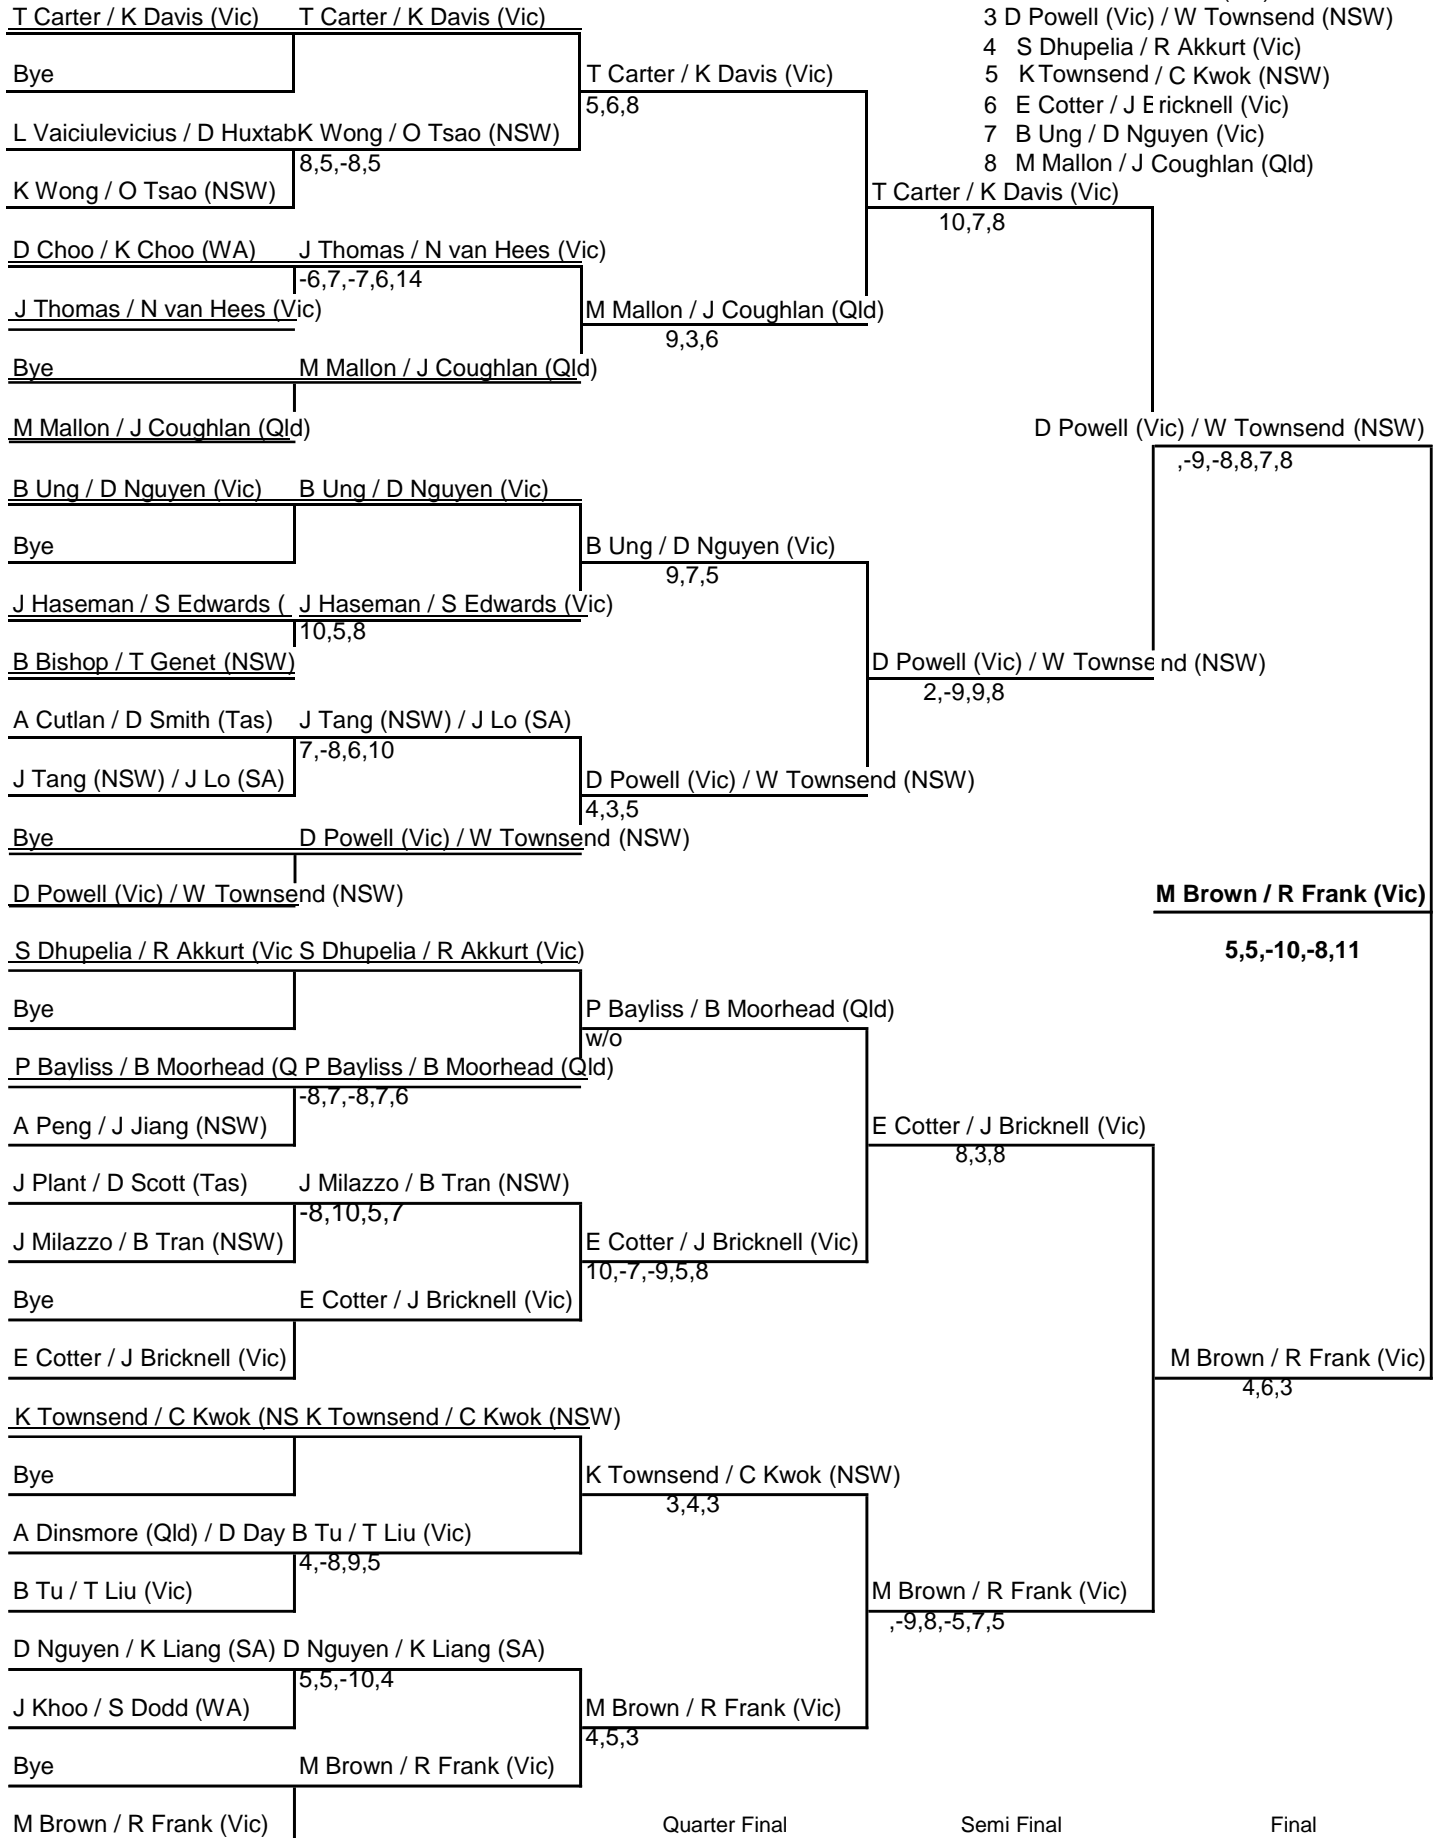 T Carter / K Davis (Vic) T Carter / K Davis (Vic)
3 D Powell (Vic) / W Townsend (NSW)
4 S Dhupelia / R Akkurt (Vic)
Bye
T Carter / K Davis (Vic)
5 K Townsend / C Kwok (NSW)
5,6,8
6 E Cotter / J Bricknell (Vic)
L Vaiciulevicius / D Huxtab K Wong / O Tsao (NSW)
7 B Ung / D Nguyen (Vic)
8,5,-8,5
8 M Mallon / J Coughlan (Qld)
K Wong / O Tsao (NSW)
T Carter / K Davis (Vic)
10,7,8
D Choo / K Choo (WA) J Thomas / N van Hees (Vic)
-6,7,-7,6,14
J Thomas / N van Hees (Vic)
M Mallon / J Coughlan (Qld)
9,3,6
Bye M Mallon / J Coughlan (Qld)
M Mallon / J Coughlan (Qld)
D Powell (Vic) / W Townsend (NSW)
,-9,-8,8,7,8
B Ung / D Nguyen (Vic) B Ung / D Nguyen (Vic)
Bye
B Ung / D Nguyen (Vic)
9,7,5
J Haseman / S Edwards ( J Haseman / S Edwards (Vic)
10,5,8
B Bishop / T Genet (NSW)
D Powell (Vic) / W Townsend (NSW)
2,-9,9,8
A Cutlan / D Smith (Tas) J Tang (NSW) / J Lo (SA)
7,-8,6,10
J Tang (NSW) / J Lo (SA)
D Powell (Vic) / W Townsend (NSW)
4,3,5
Bye D Powell (Vic) / W Townsend (NSW)
D Powell (Vic) / W Townsend (NSW)
M Brown / R Frank (Vic)
S Dhupelia / R Akkurt (Vic S Dhupelia / R Akkurt (Vic)
5,5,-10,-8,11
Bye
P Bayliss / B Moorhead (Qld)
w/o
P Bayliss / B Moorhead (Q P Bayliss / B Moorhead (Qld)
-8,7,-8,7,6
A Peng / J Jiang (NSW)
E Cotter / J Bricknell (Vic)
8,3,8
J Plant / D Scott (Tas) J Milazzo / B Tran (NSW)
-8,10,5,7
J Milazzo / B Tran (NSW)
E Cotter / J Bricknell (Vic)
10,-7,-9,5,8
Bye E Cotter / J Bricknell (Vic)
E Cotter / J Bricknell (Vic)
M Brown / R Frank (Vic)
4,6,3
K Townsend / C Kwok (NS K Townsend / C Kwok (NSW)
Bye
K Townsend / C Kwok (NSW)
3,4,3
A Dinsmore (Qld) / D Day B Tu / T Liu (Vic)
4,-8,9,5
B Tu / T Liu (Vic)
M Brown / R Frank (Vic)
,-9,8,-5,7,5
D Nguyen / K Liang (SA) D Nguyen / K Liang (SA)
5,5,-10,4
J Khoo / S Dodd (WA)
M Brown / R Frank (Vic)
4,5,3
Bye M Brown / R Frank (Vic)
M Brown / R Frank (Vic)
Quarter Final Semi Final Final